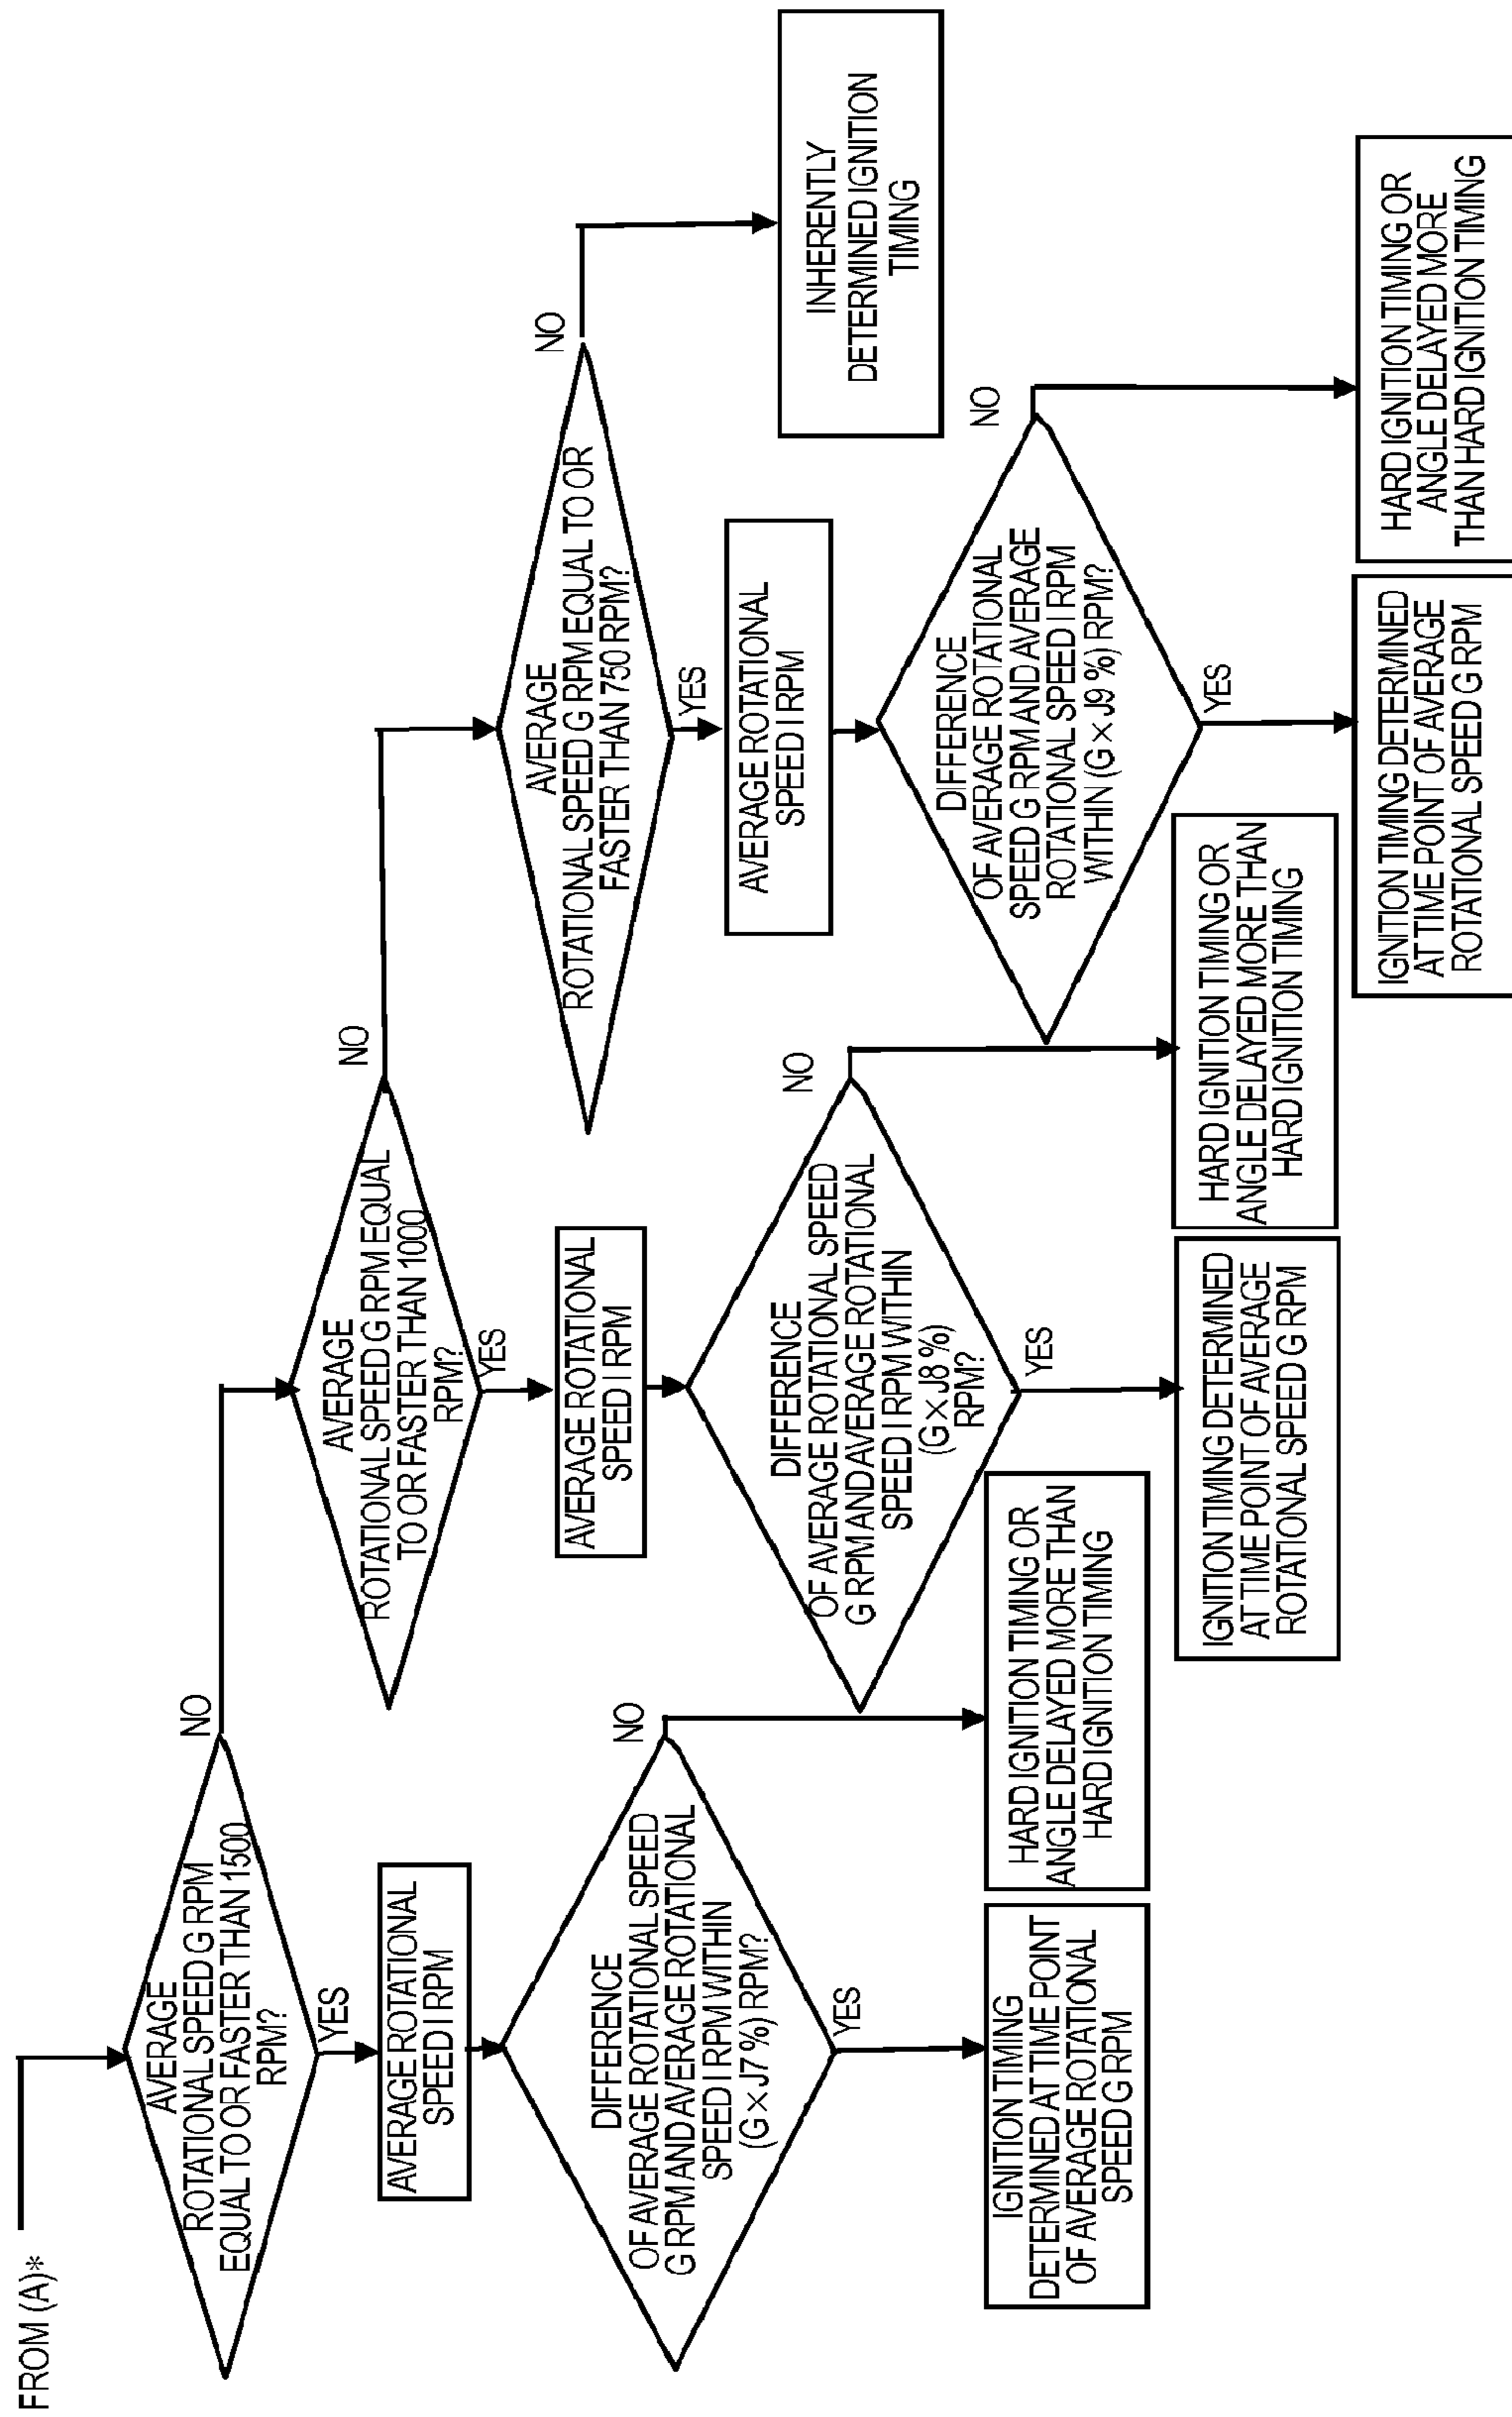 FROM (A)*
AVERAGE
ROTATIONAL SPEED G RPM
EQUAL TO OR FASTER THAN 1500
RPM?
NO
YES
AVERAGE ROTATIONAL
SPEED I RPM
DIFFERENCE
OF AVERAGE ROTATIONAL SPEED
G RPM AND AVERAGE ROTATIONAL
SPEED I RPM WITHIN
(G × J7 %) RPM?
NO
YES
IGNITION TIMING
DETERMINED AT TIME POINT
OF AVERAGE ROTATIONAL
SPEED G RPM
HARD IGNITION TIMING OR
ANGLE DELAYED MORE THAN
HARD IGNITION TIMING
AVERAGE
ROTATIONAL SPEED G RPM EQUAL
TO OR FASTER THAN 1000
RPM?
NO
YES
AVERAGE ROTATIONAL
SPEED I RPM
DIFFERENCE
OF AVERAGE ROTATIONAL SPEED
G RPM AND AVERAGE ROTATIONAL
SPEED I RPM WITHIN
(G × J8 %)
RPM?
NO
YES
IGNITION TIMING DETERMINED
AT TIME POINT OF AVERAGE
ROTATIONAL SPEED G RPM
HARD IGNITION TIMING OR
ANGLE DELAYED MORE THAN
HARD IGNITION TIMING
AVERAGE
ROTATIONAL SPEED G RPM EQUAL TO OR
FASTER THAN 750 RPM?
NO
YES
INHERENTLY
DETERMINED IGNITION
TIMING
AVERAGE ROTATIONAL
SPEED I RPM
DIFFERENCE
OF AVERAGE ROTATIONAL
SPEED G RPM AND AVERAGE
ROTATIONAL SPEED I RPM
WITHIN (G × J9 %) RPM?
NO
YES
IGNITION TIMING DETERMINED
AT TIME POINT OF AVERAGE
ROTATIONAL SPEED G RPM
HARD IGNITION TIMING OR
ANGLE DELAYED MORE
THAN HARD IGNITION TIMING